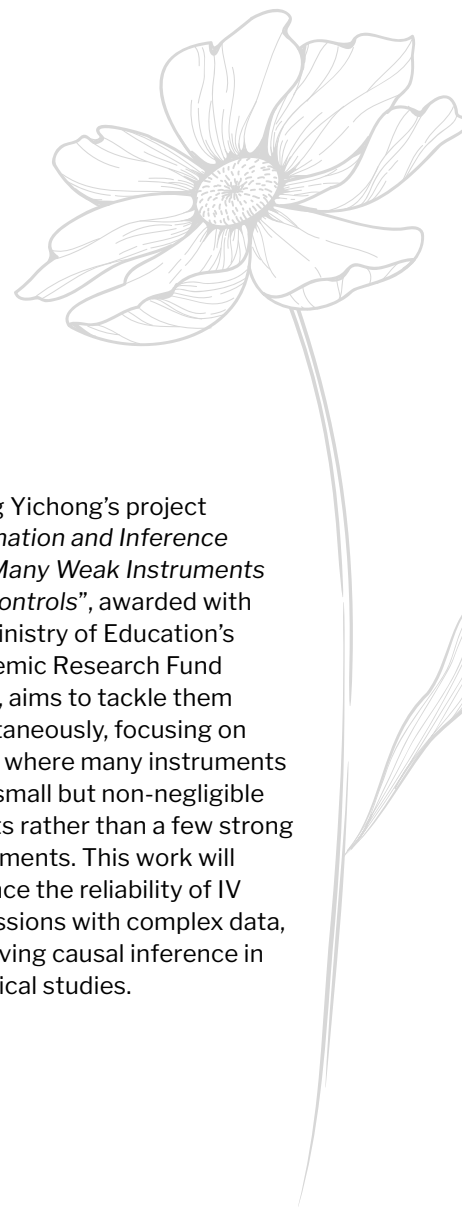 g Yichong’s project
nation and Inference
Many Weak Instruments
ontrols”, awarded with
inistry of Education’s
emic Research Fund
, aims to tackle them
taneously, focusing on
where many instruments
small but non-negligible
ts rather than a few strong
ments. This work will
nce the reliability of IV
ssions with complex data,
ving causal inference in
ical studies.